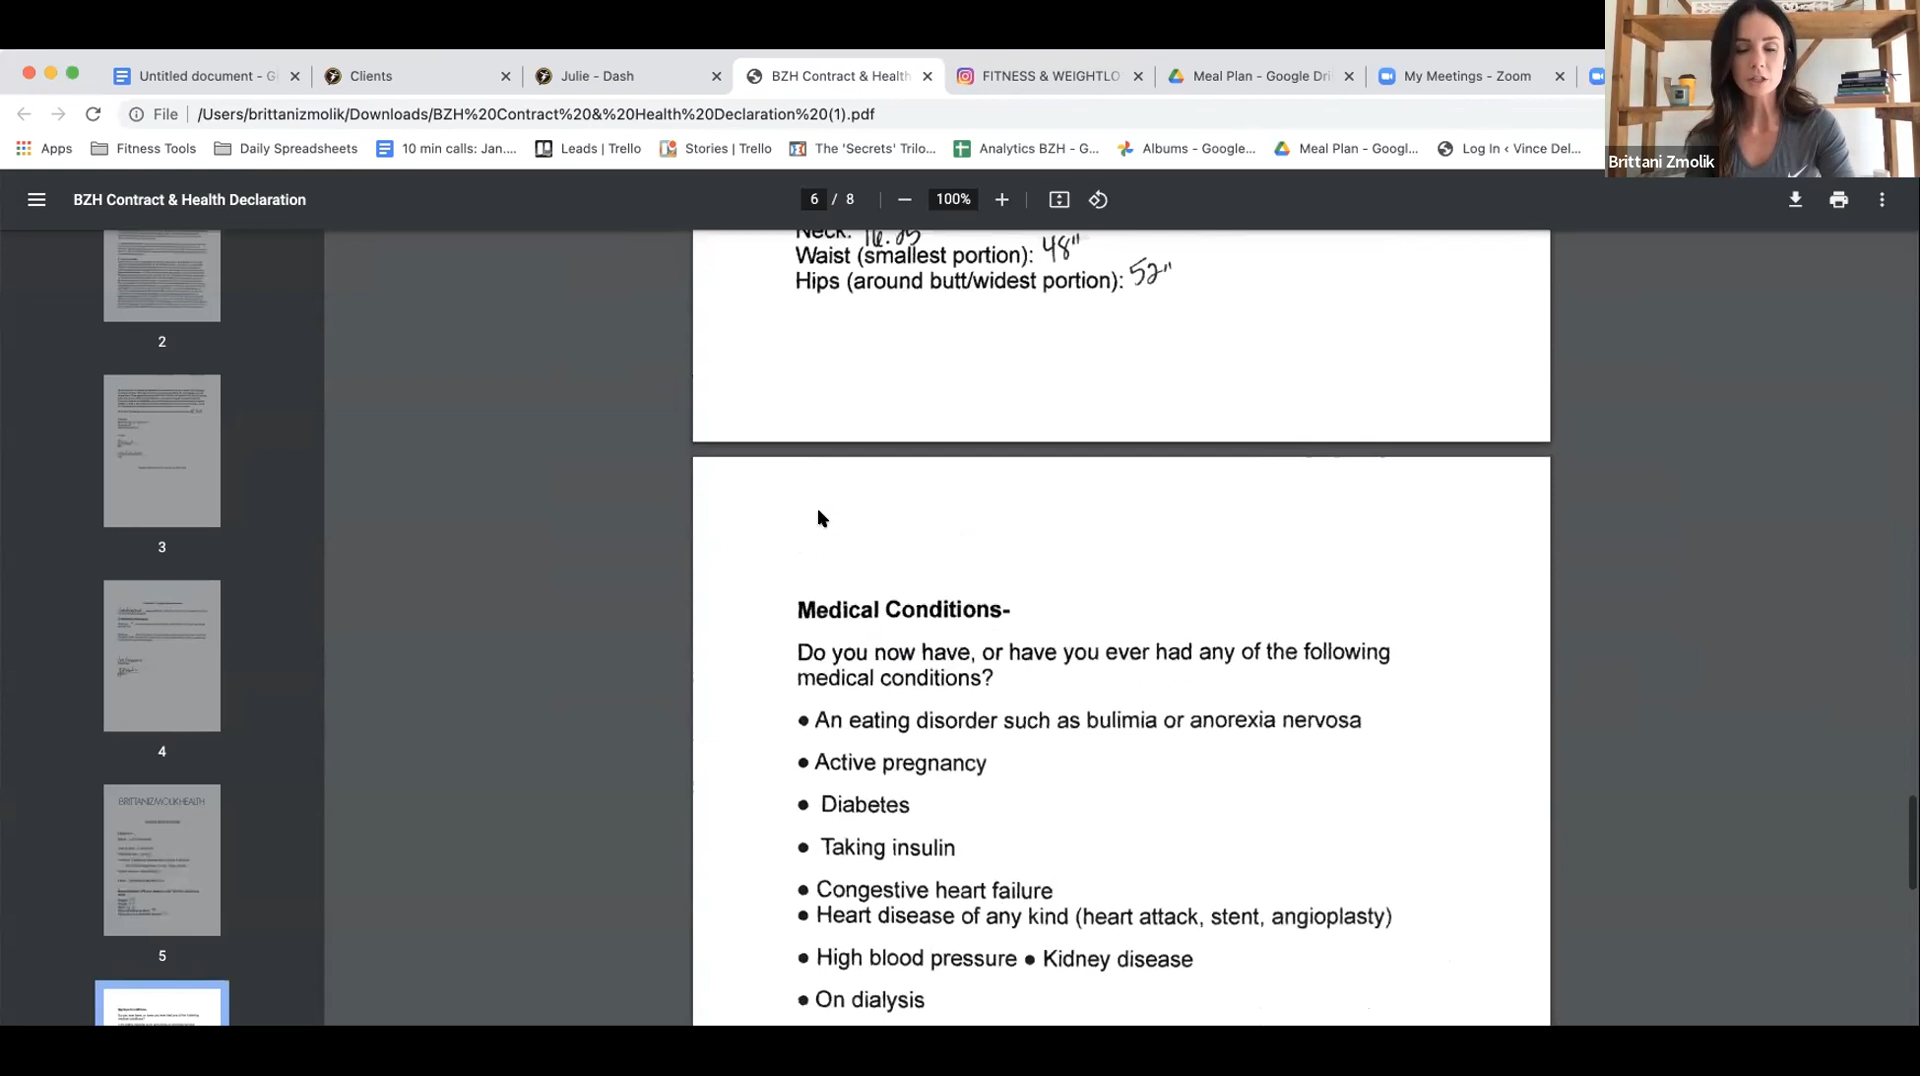 Untitled document - G
Clients
Julie - Dash
BZH Contract & Health
FITNESS & WEIGHTLO
Meal Plan - Google Dri
My Meetings - Zoom
File
/Users/brittanizmolik/Downloads/BZH%20Contract%20&%20Health%20Declaration%20(1).pdf
Apps
Fitness Tools
Daily Spreadsheets
10 min calls: Jan....
Leads | Trello
Stories | Trello
The 'Secrets' Trilo...
Analytics BZH - G...
Albums - Google...
Meal Plan - Googl...
Log In ‹ Vince Del...
Brittani Zmolik
BZH Contract & Health Declaration
6 / 8
100%
2
3
4
BRITTANIZMOLIKHEALTH
5
Neck: 16.25
Waist (smallest portion): 48"
Hips (around butt/widest portion): 52"
Medical Conditions-
Do you now have, or have you ever had any of the following
medical conditions?
● An eating disorder such as bulimia or anorexia nervosa
● Active pregnancy
● Diabetes
● Taking insulin
● Congestive heart failure
● Heart disease of any kind (heart attack, stent, angioplasty)
● High blood pressure ● Kidney disease
● On dialysis